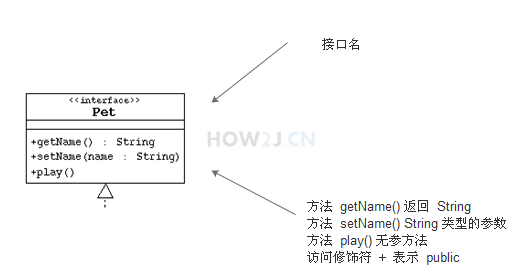 接口名
<<interface>>
Pet
+getName() : String
+setName(name : String)
+play()
HOW2J.CN
方法 getName() 返回 String
方法 setName() String 类型的参数
方法 play() 无参方法
访问修饰符 + 表示 public